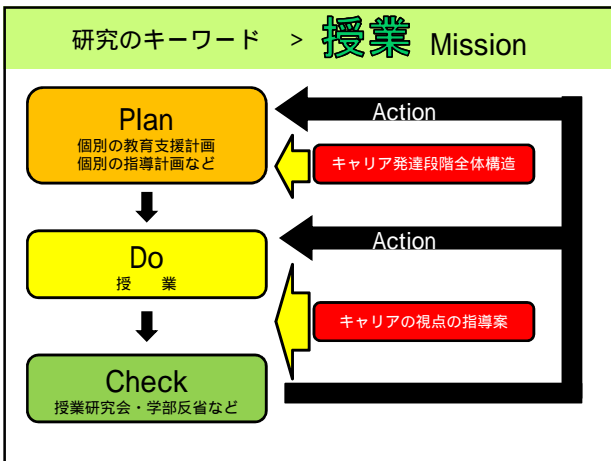 研究のキーワード > 授業 Mission
Plan
個別の教育支援計画
個別の指導計画など
Action
キャリア発達段階全体構造
Do
授 業
Action
キャリアの視点の指導案
Check
授業研究会・学部反省など